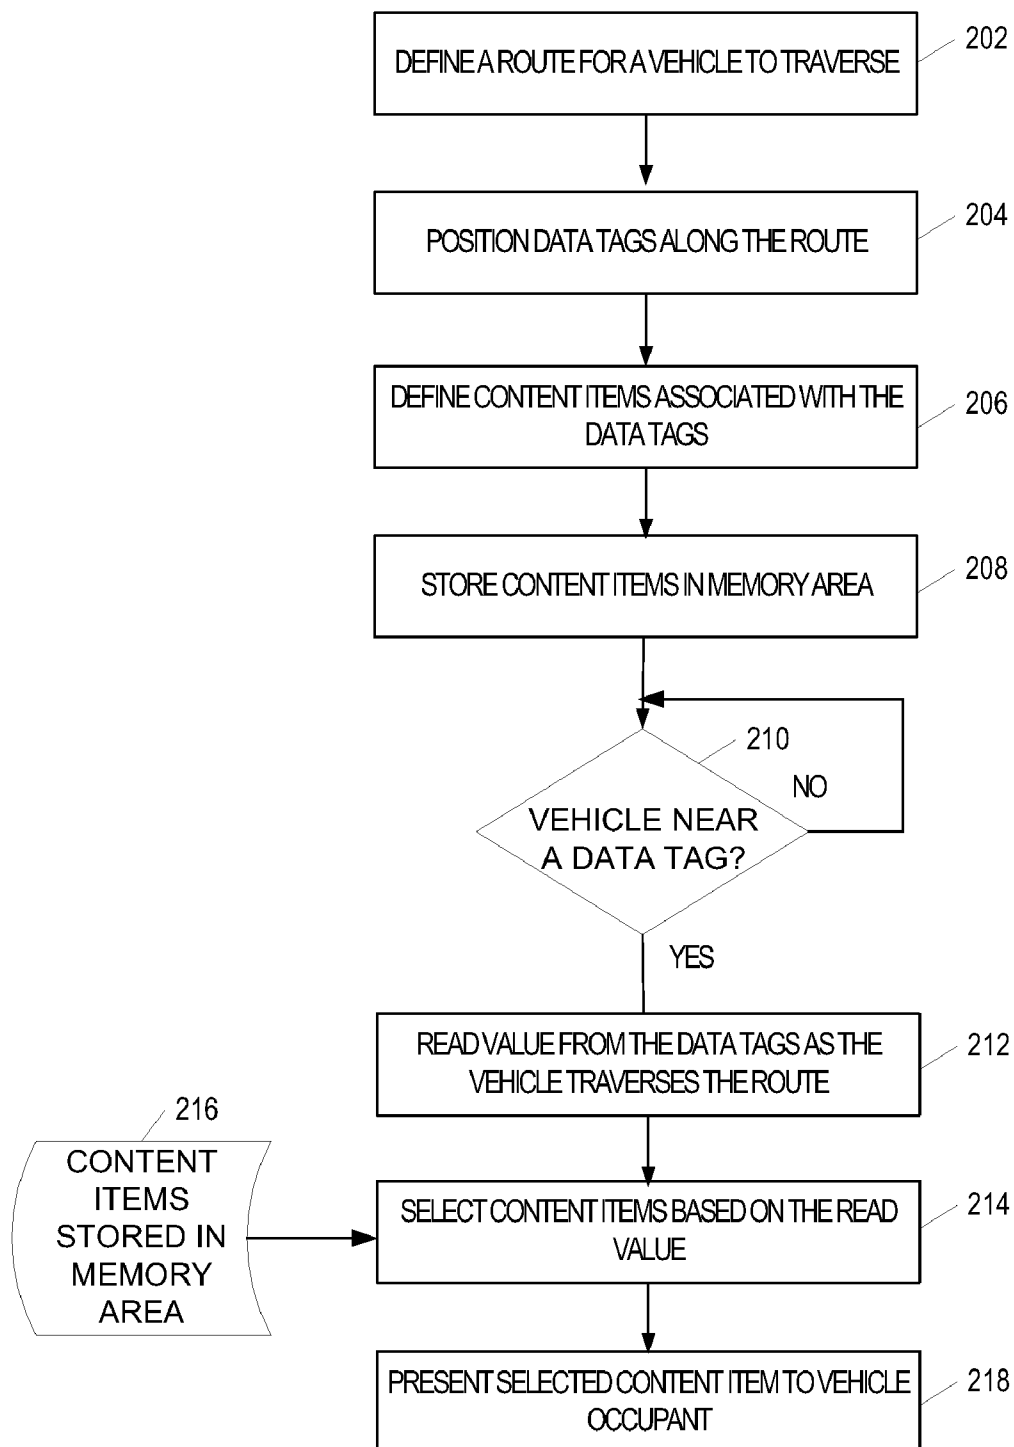 DEFINE A ROUTE FOR A VEHICLE TO TRAVERSE
202
POSITION DATA TAGS ALONG THE ROUTE
204
DEFINE CONTENT ITEMS ASSOCIATED WITH THE
DATA TAGS
206
STORE CONTENT ITEMS IN MEMORY AREA
208
210
NO
VEHICLE NEAR
A DATA TAG?
YES
READ VALUE FROM THE DATA TAGS AS THE
VEHICLE TRAVERSES THE ROUTE
212
216
CONTENT
ITEMS
STORED IN
MEMORY
AREA
SELECT CONTENT ITEMS BASED ON THE READ
VALUE
214
PRESENT SELECTED CONTENT ITEM TO VEHICLE
OCCUPANT
218